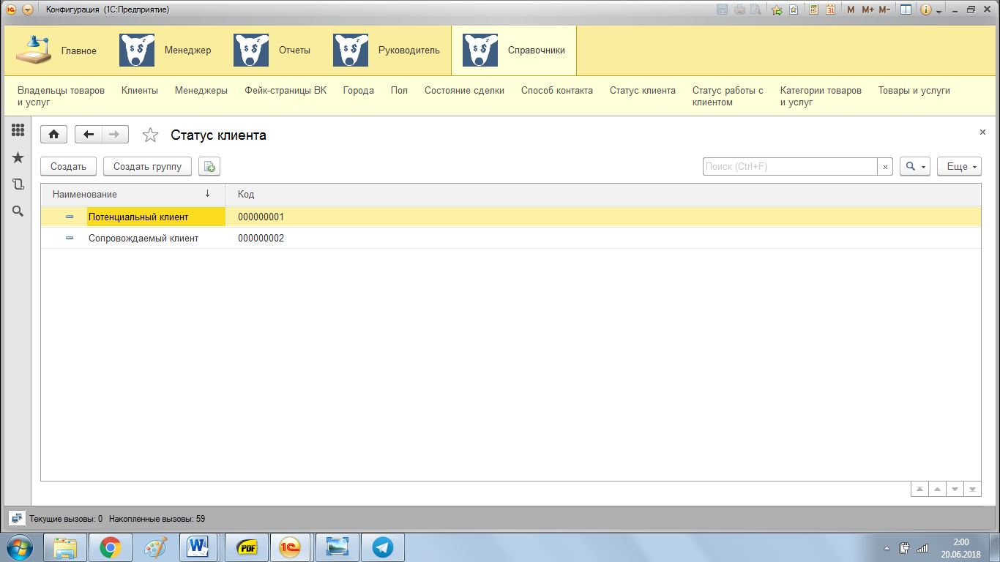 Конфигурация (1С:Предприятие)
M M+ M-
31
Главное
Менеджер
Отчеты
Руководитель
Справочники
Владельцы товаров и услуг
Клиенты
Менеджеры
Фейк-страницы ВК
Города
Пол
Состояние сделки
Способ контакта
Статус клиента
Статус работы с клиентом
Категории товаров и услуг
Товары и услуги
Статус клиента
Создать
Создать группу
Поиск (Ctrl+F)
Еще
Наименование
Код
Потенциальный клиент 000000001
Сопровождаемый клиент 000000002
Текущие вызовы: 0 Накопленные вызовы: 59
PDF
1С
2:00
20.06.2018